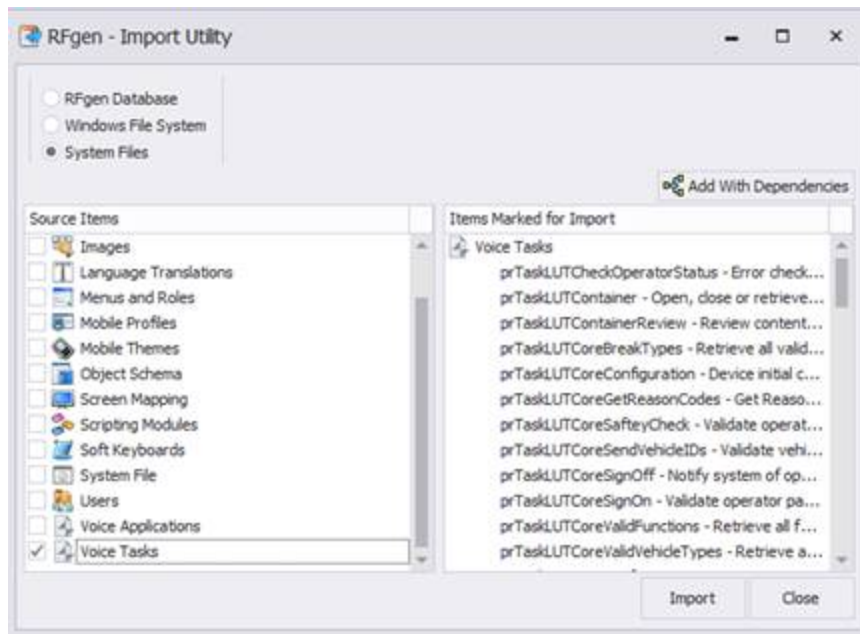 RFgen - Import Utility
RFgen Database
Windows File System
System Files
Add With Dependencies
Source Items
Images
Language Translations
Menus and Roles
Mobile Profiles
Mobile Themes
Object Schema
Screen Mapping
Scripting Modules
Soft Keyboards
System File
Users
Voice Applications
Voice Tasks
Items Marked for Import
Voice Tasks
prTaskLUTCheckOperatorStatus - Error check...
prTaskLUTContainer - Open, close or retrieve...
prTaskLUTContainerReview - Review content...
prTaskLUTCoreBreakTypes - Retrieve all valid...
prTaskLUTCoreConfiguration - Device initial c...
prTaskLUTCoreGetReasonCodes - Get Reaso...
prTaskLUTCoreSafteyCheck - Validate operat...
prTaskLUTCoreSendVehicleIDs - Validate vehi...
prTaskLUTCoreSignOff - Notify system of op...
prTaskLUTCoreSignOn - Validate operator pa...
prTaskLUTCoreValidFunctions - Retrieve all f...
prTaskLUTCoreValidVehicleTypes - Retrieve a...
Import
Close